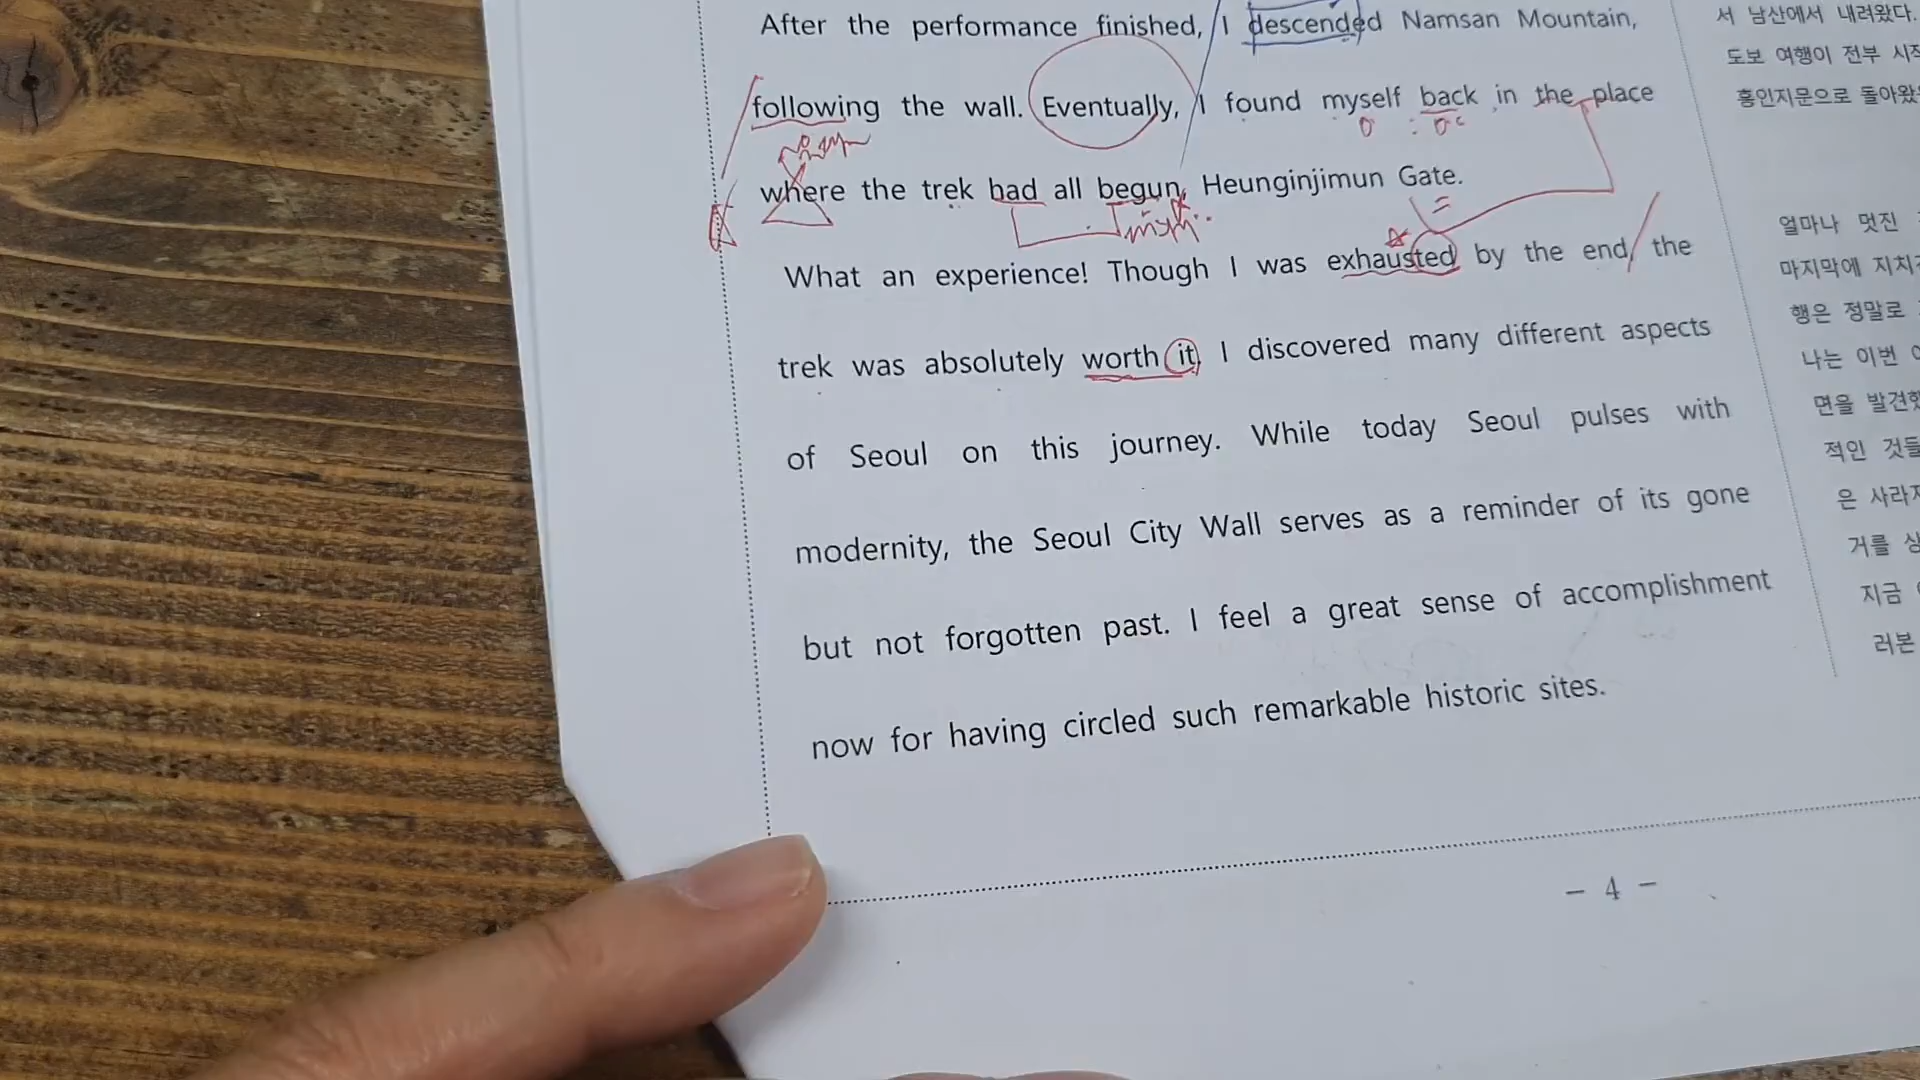 After the performance finished, I descended Namsan Mountain,
following the wall. Eventually, I found myself back in the place
where the trek had all begun, Heunginjimun Gate.
What an experience! Though I was exhausted by the end, the
trek was absolutely worth it. I discovered many different aspects
of Seoul on this journey. While today Seoul pulses with
modernity, the Seoul City Wall serves as a reminder of its gone
but not forgotten past. I feel a great sense of accomplishment
now for having circled such remarkable historic sites.
서 남산에서 내려왔다.
도보 여행이 전부 시작
흥인지문으로 돌아왔
얼마나 멋진
마지막에 지치
행은 정말로
나는 이번
면을 발견했
적인 것들
은 사라지
거를 상
지금
러본
- 4 -